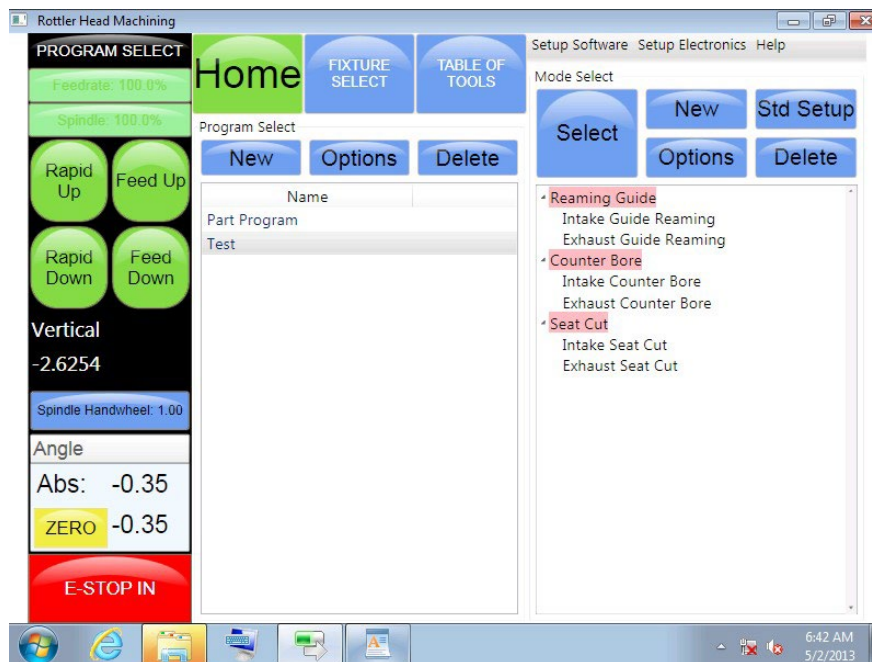 Rottler Head Machining
PROGRAM SELECT
Feedrate: 100.0%
Spindle: 100.0%
Rapid Up
Feed Up
Rapid Down
Feed Down
Vertical
-2.6254
Spindle Handwheel: 1.00
Angle
Abs: -0.35
ZERO -0.35
E-STOP IN
Home
FIXTURE SELECT
TABLE OF TOOLS
Program Select
New Options Delete
Name
Part Program
Test
Setup Software Setup Electronics Help
Mode Select
Select
New Std Setup
Options Delete
Reaming Guide
Intake Guide Reaming
Exhaust Guide Reaming
Counter Bore
Intake Counter Bore
Exhaust Counter Bore
Seat Cut
Intake Seat Cut
Exhaust Seat Cut
6:42 AM
5/2/2013